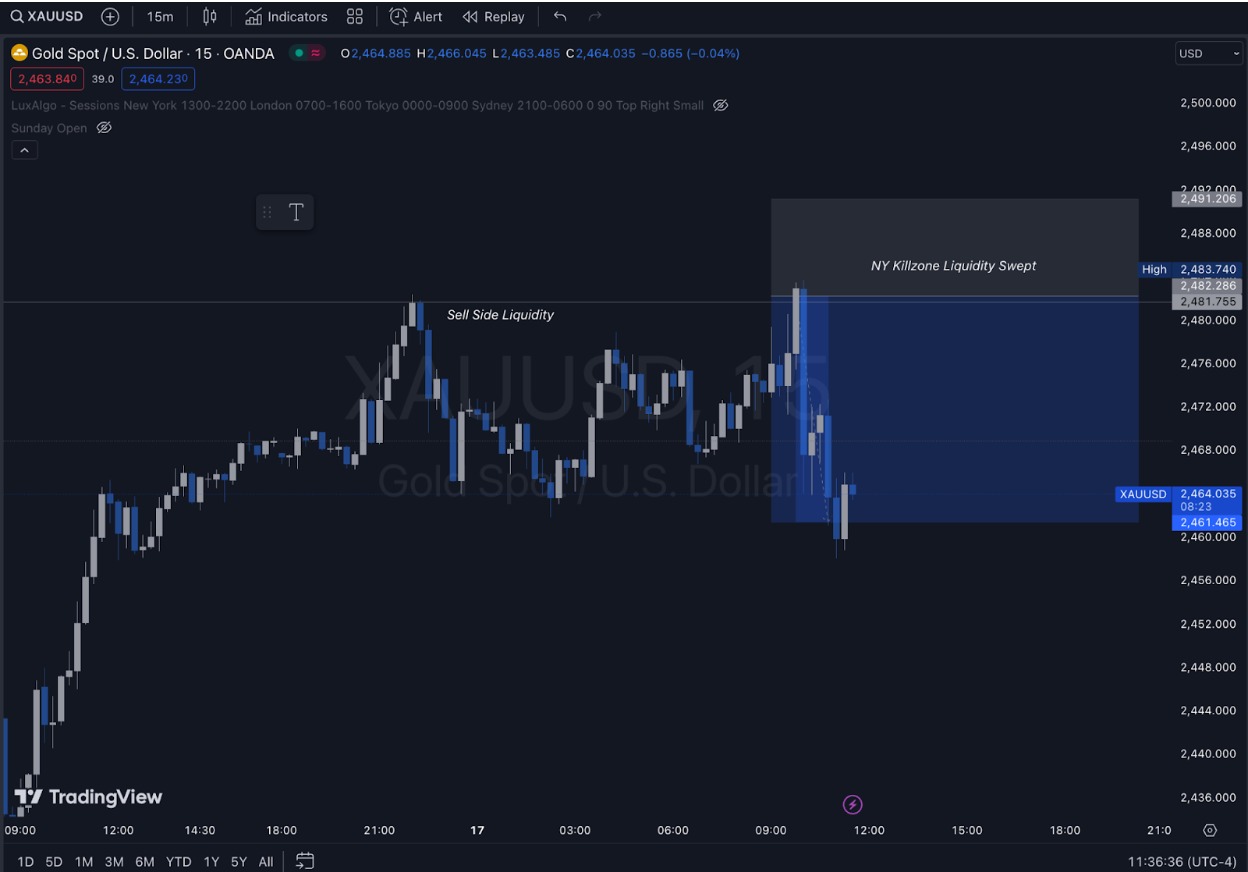 XAUUSD 15m Indicators Alert Replay
Gold Spot / U.S. Dollar · 15 · OANDA O2,464.885 H2,466.045 L2,463.485 C2,464.035 −0.865 (−0.04%)
USD
2,463.840 39.0 2,464.230
LuxAlgo - Sessions New York 1300-2200 London 0700-1600 Tokyo 0000-0900 Sydney 2100-0600 0 90 Top Right Small
Sunday Open
2,500.000
2,496.000
2,492.000
2,491.206
T
2,488.000
NY Killzone Liquidity Swept
High 2,483.740
2,482.286
2,481.755
Sell Side Liquidity
2,480.000
2,476.000
XAUUSD, 15
2,472.000
2,468.000
Gold Spot / U.S. Dollar
XAUUSD 2,464.035
08:23
2,461.465
2,460.000
2,456.000
2,452.000
2,448.000
2,444.000
2,440.000
TradingView
2,436.000
09:00 12:00 14:30 18:00 21:00 17 03:00 06:00 09:00 12:00 15:00 18:00 21:0
1D 5D 1M 3M 6M YTD 1Y 5Y All 11:36:36 (UTC-4)